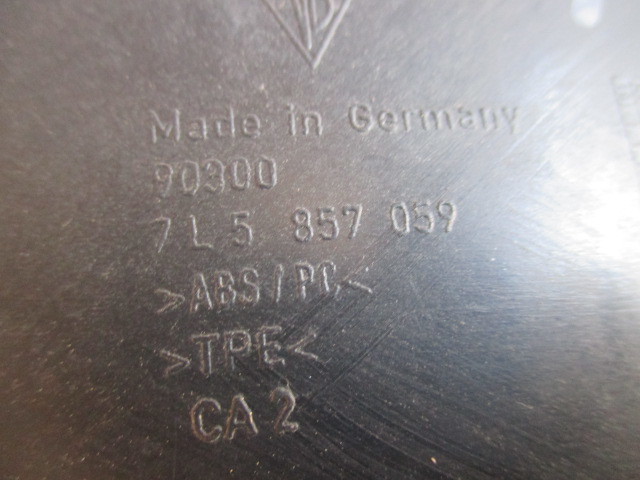 Made in Germany
90300
7L5 857 059
>ABS/PC<
>TPE<
CA2